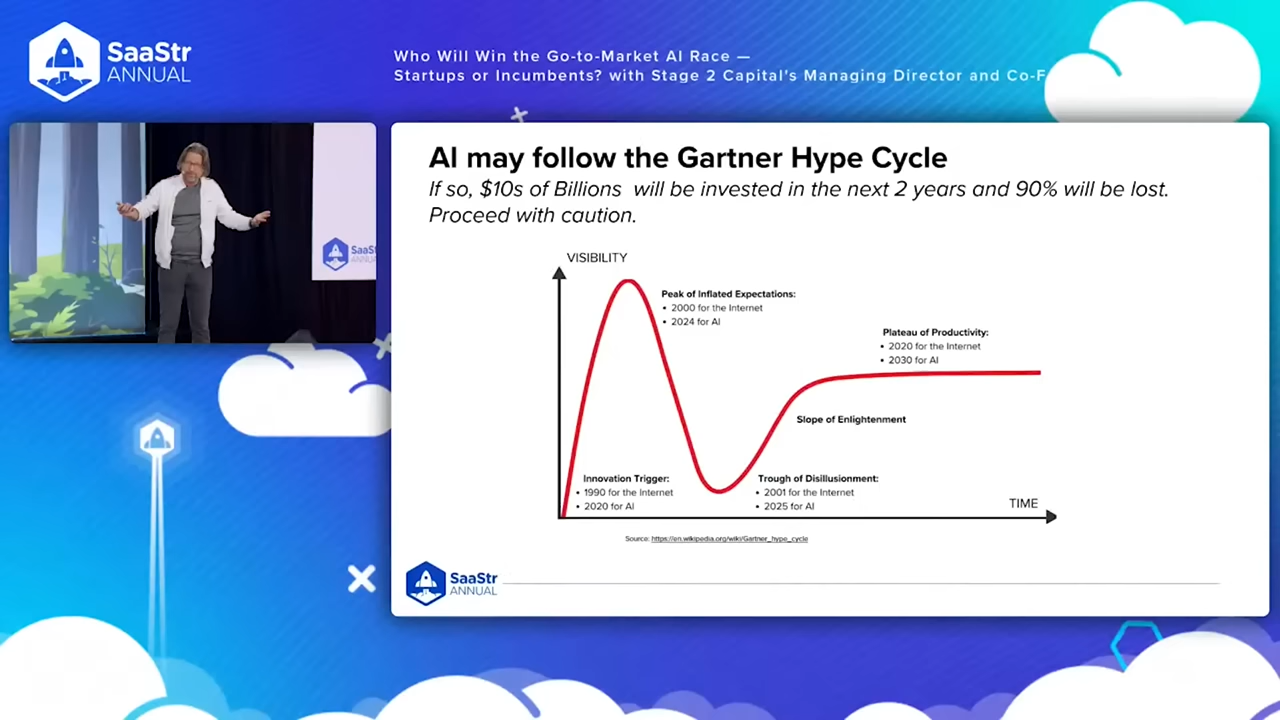 SaaStr
ANNUAL
Who Will Win the Go-to-Market AI Race —
Startups or Incumbents? with Stage 2 Capital's Managing Director and Co-F
SaaStr
ANNUAL
AI may follow the Gartner Hype Cycle
If so, $10s of Billions will be invested in the next 2 years and 90% will be lost.
Proceed with caution.
VISIBILITY
Peak of Inflated Expectations:
• 2000 for the Internet
• 2024 for AI
Plateau of Productivity:
• 2020 for the Internet
• 2030 for AI
Slope of Enlightenment
Innovation Trigger:
• 1990 for the Internet
• 2020 for AI
Trough of Disillusionment:
• 2001 for the Internet
• 2025 for AI
TIME
Source: https://en.wikipedia.org/wiki/Gartner_hype_cycle
SaaStr
ANNUAL